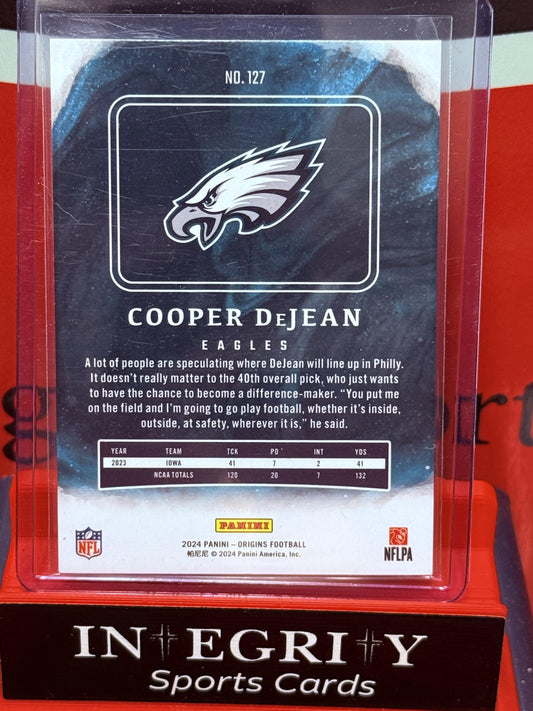 NO. 127
COOPER DeJEAN
EAGLES
A lot of people are speculating where DeJean will line up in Philly.
It doesn't really matter to the 40th overall pick, who just wants
to have the chance to become a difference-maker. "You put me
on the field and I'm going to go play football, whether it's inside,
outside, at safety, wherever it is," he said.
YEAR TEAM TCK PD INT YDS
2023 IOWA 41 7 2 41
NCAA TOTALS 120 20 7 132
PANINI
NFL
2024 PANINI – ORIGINS FOOTBALL
帕尼尼 © 2024 Panini America, Inc.
NFLPA
INTEGRITY
Sports Cards